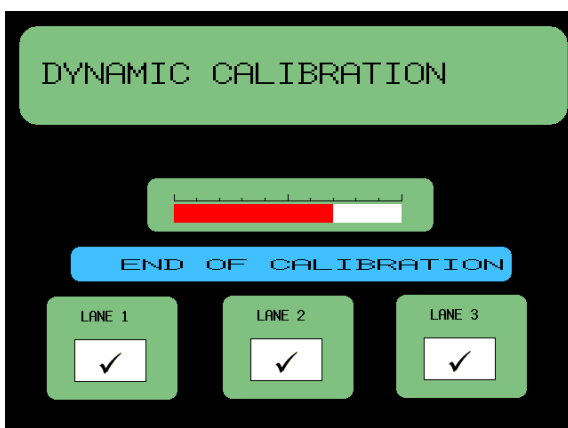 DYNAMIC CALIBRATION
END OF CALIBRATION
LANE 1 LANE 2 LANE 3